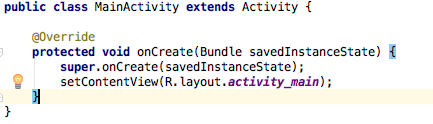 public class MainActivity extends Activity {
@Override
protected void onCreate(Bundle savedInstanceState) {
super.onCreate(savedInstanceState);
setContentView(R.layout.activity_main);
}
}